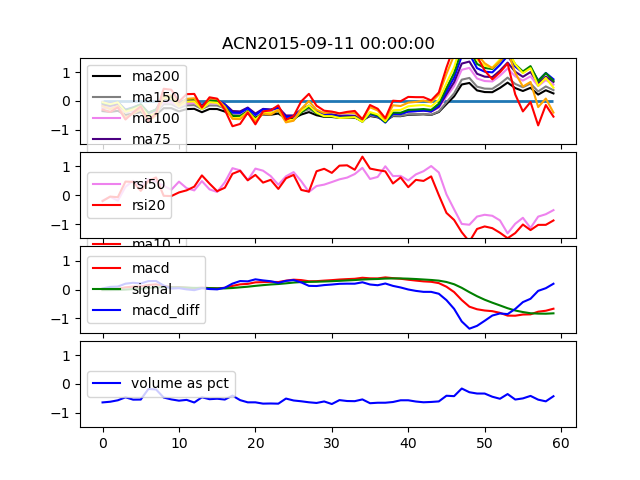 ACN2015-09-11 00:00:00
1
0
−1
ma200
ma150
ma100
ma75
1
0
−1
rsi50
rsi20
ma10
1
0
−1
macd
signal
macd_diff
1
0
−1
volume as pct
0 10 20 30 40 50 60